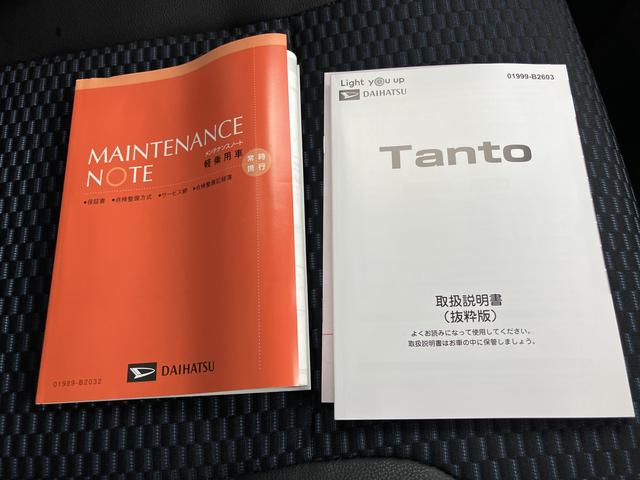 MAINTENANCE
NOTE
メンテナンスノート
軽乗用車
常時
携行
●保証書 ●点検整備方式 ●サービス網 ●点検整備記録簿
DAIHATSU
01989-B2032
Light you up
01999-B2603
DAIHATSU
Tanto
取扱説明書
(抜粋版)
よくお読みになって使用してください。
取扱説明書はお車の中に保管しましょう。